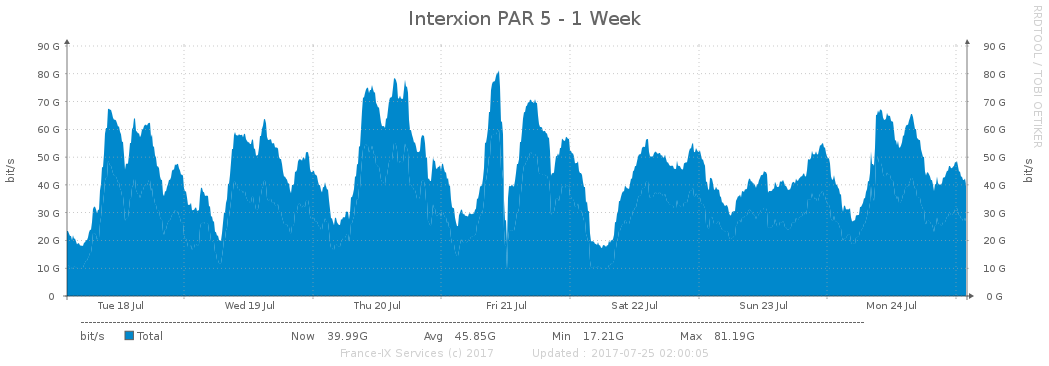 Interxion PAR 5 - 1 Week
RRDTOOL / TOBI OETIKER
bit/s
90 G 90 G
80 G 80 G
70 G 70 G
60 G 60 G
50 G 50 G
40 G 40 G
30 G 30 G
20 G 20 G
10 G 10 G
0 0 G
bit/s
Tue 18 Jul Wed 19 Jul Thu 20 Jul Fri 21 Jul Sat 22 Jul Sun 23 Jul Mon 24 Jul
bit/s Total Now 39.99G Avg 45.85G Min 17.21G Max 81.19G
France-IX Services (c) 2017 Updated : 2017-07-25 02:00:05